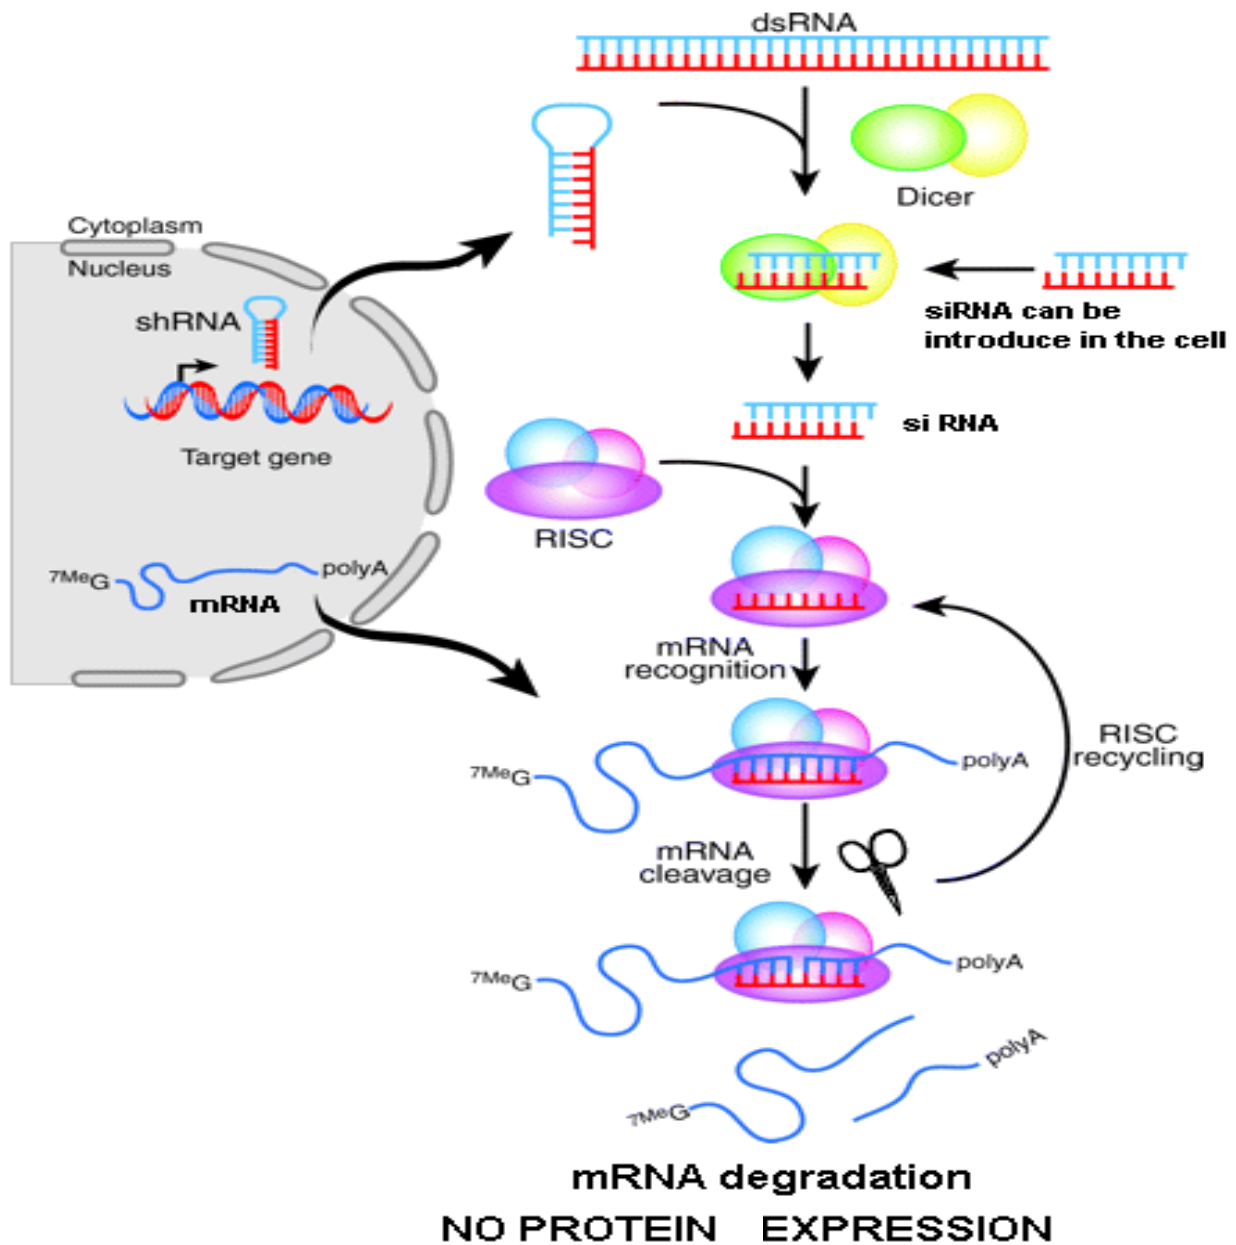 dsRNA
Dicer
Cytoplasm
Nucleus
shRNA
Target gene
siRNA can be
introduce in the cell
si RNA
RISC
7MeG
polyA
mRNA
mRNA
recognition
7MeG
polyA
RISC
recycling
mRNA
cleavage
7MeG
polyA
7MeG
polyA
mRNA degradation
NO PROTEIN EXPRESSION